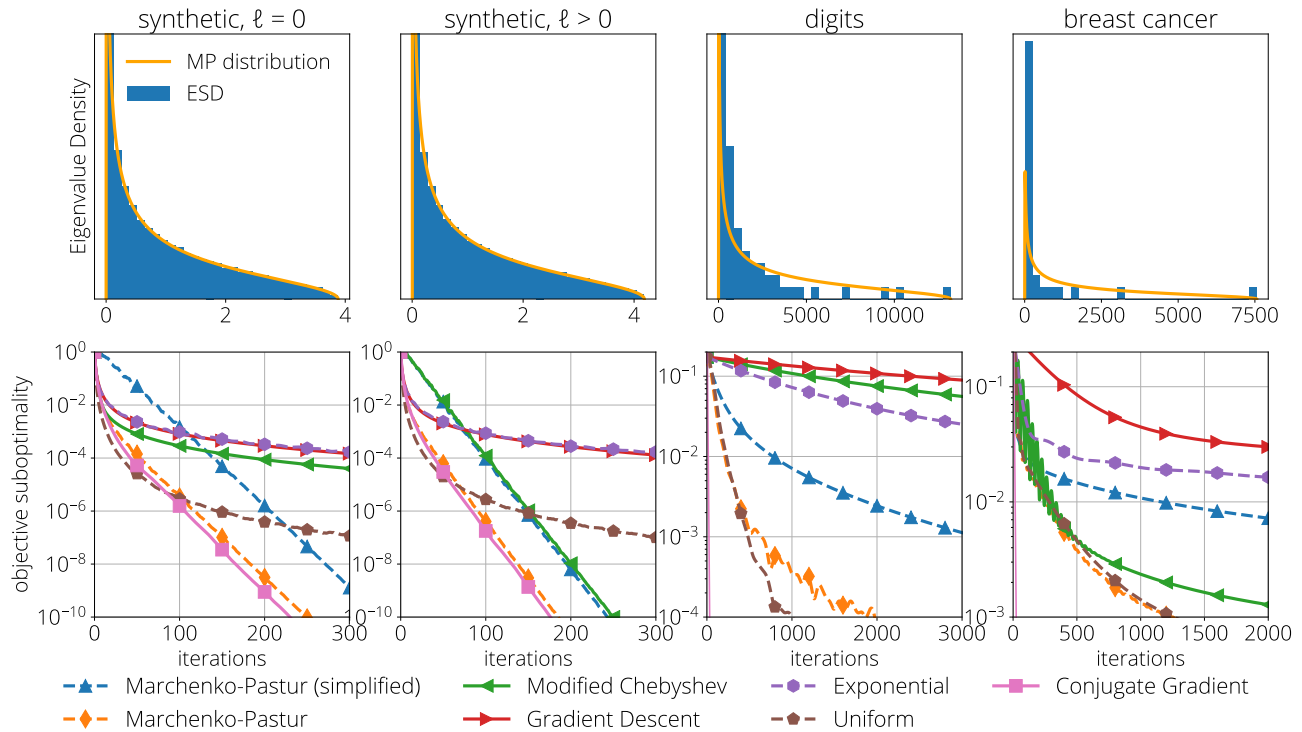 synthetic, ℓ = 0
synthetic, ℓ > 0
digits
breast cancer
Eigenvalue Density
MP distribution
ESD
0 2 4
0 2 4
0 5000 10000
0 2500 5000 7500
objective suboptimality
10⁰
10⁻²
10⁻⁴
10⁻⁶
10⁻⁸
10⁻¹⁰
0 100 200 300
iterations
10⁰
10⁻²
10⁻⁴
10⁻⁶
10⁻⁸
10⁻¹⁰
0 100 200 300
iterations
10⁻¹
10⁻²
10⁻³
10⁻⁴
0 1000 2000 3000
iterations
10⁻¹
10⁻²
10⁻³
0 500 1000 1500 2000
iterations
Marchenko-Pastur (simplified)
Modified Chebyshev
Exponential
Conjugate Gradient
Marchenko-Pastur
Gradient Descent
Uniform